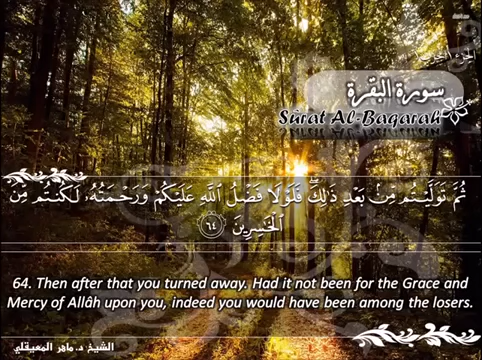 سورة البقرة
Sûrat Al-Baqarah
ثُمَّ تَوَلَّيْتُم مِّنۢ بَعْدِ ذَٰلِكَ ۖ فَلَوْلَا فَضْلُ ٱللَّهِ عَلَيْكُمْ وَرَحْمَتُهُۥ لَكُنتُم مِّنَ
ٱلْخَـٰسِرِينَ ٦٤
64. Then after that you turned away. Had it not been for the Grace and
Mercy of Allâh upon you, indeed you would have been among the losers.
الشيخ د. ماهر المعيقلي